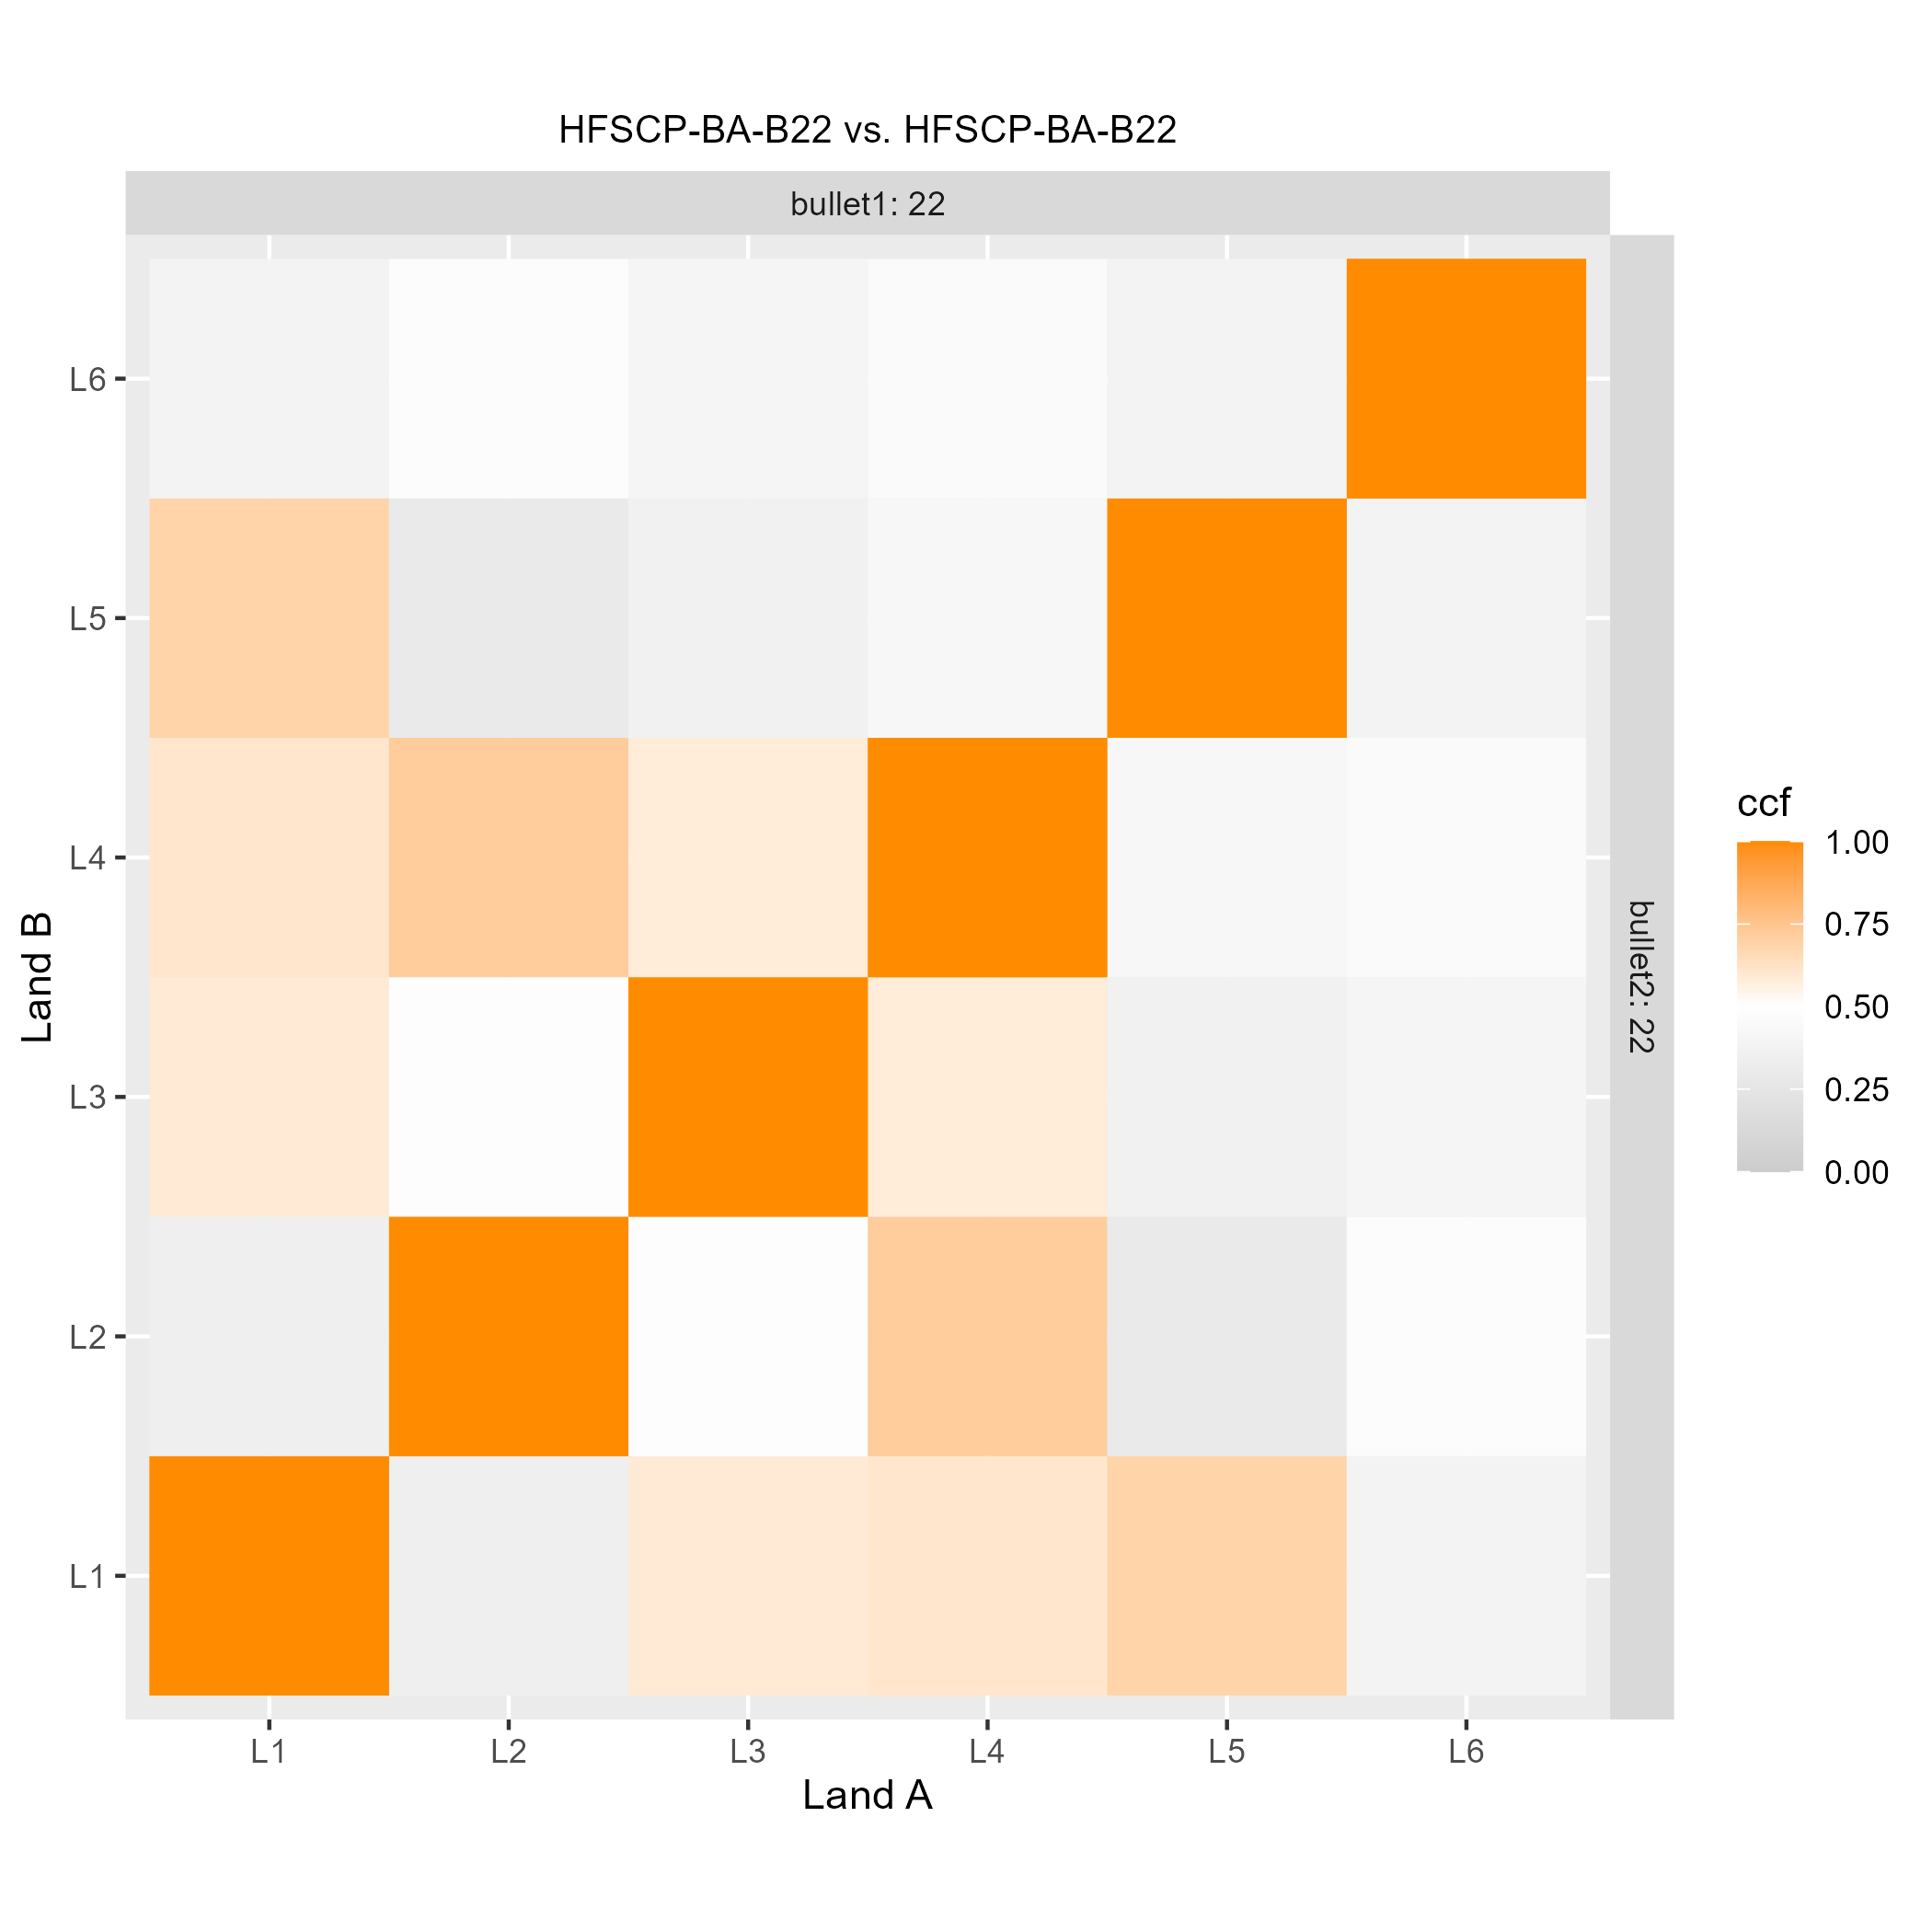 HFSCP-BA-B22 vs. HFSCP-BA-B22
bullet1: 22
L6
L5
L4
L3
L2
L1
Land B
bullet2: 22
ccf
1.00
0.75
0.50
0.25
0.00
L1 L2 L3 L4 L5 L6
Land A